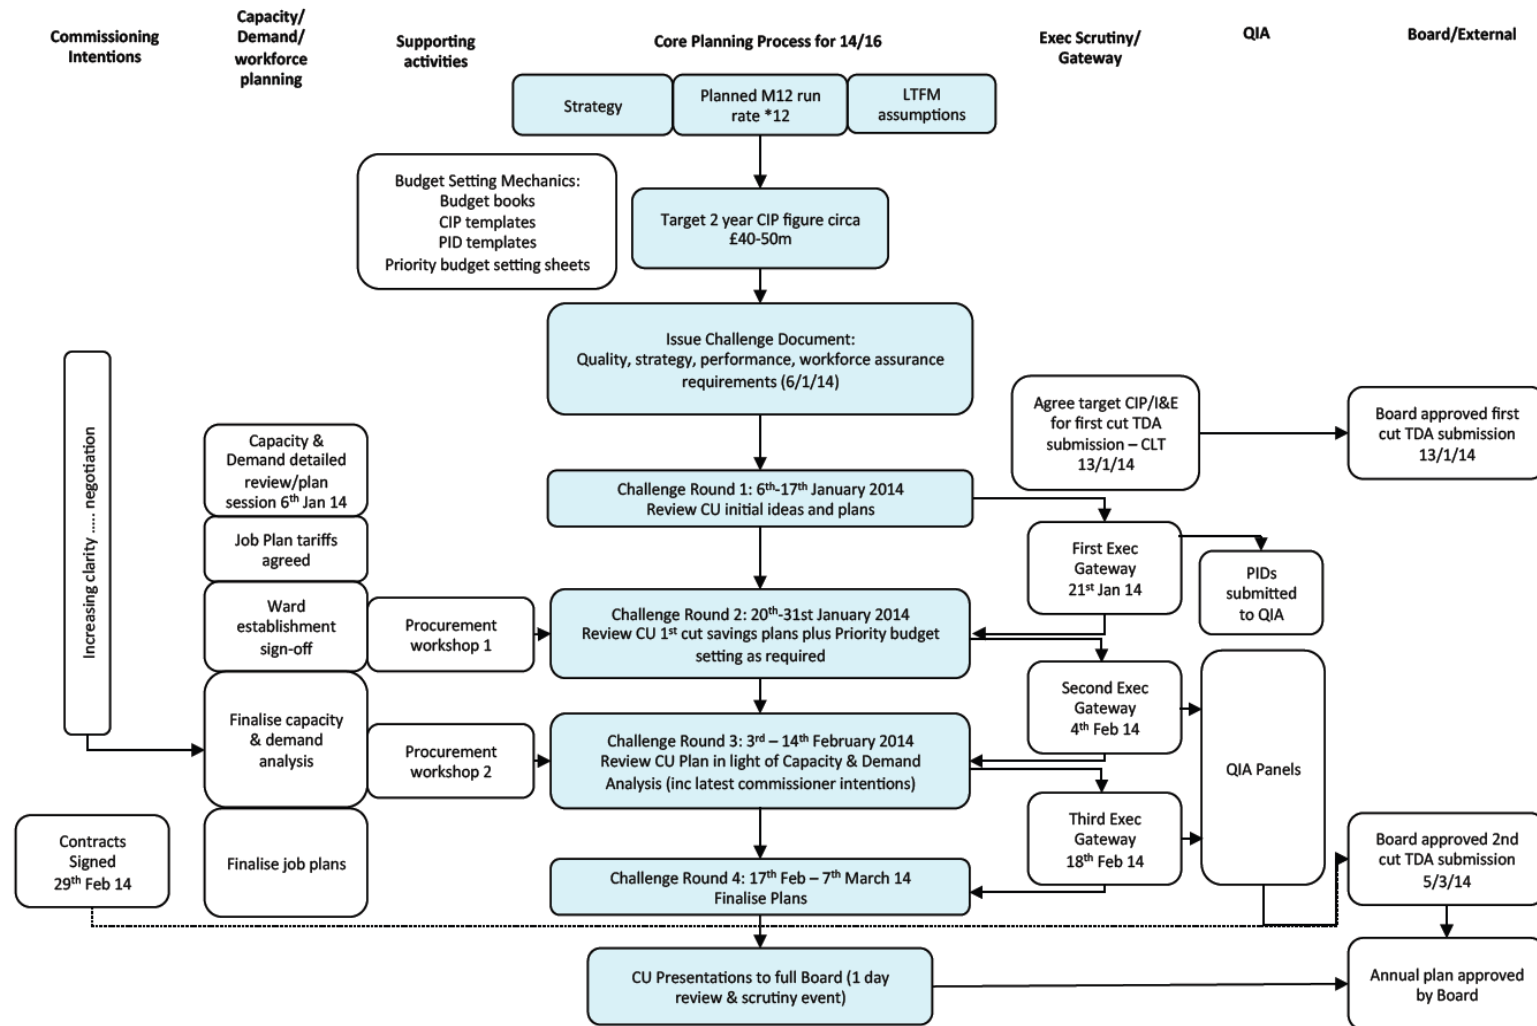 Commissioning
Intentions
Capacity/
Demand/
workforce
planning
Supporting
activities
Core Planning Process for 14/16
Exec Scrutiny/
Gateway
QIA
Board/External
Strategy
Planned M12 run
rate *12
LTFM
assumptions
Budget Setting Mechanics:
Budget books
CIP templates
PID templates
Priority budget setting sheets
Target 2 year CIP figure circa
£40-50m
Issue Challenge Document:
Quality, strategy, performance, workforce assurance
requirements (6/1/14)
Agree target CIP/I&E
for first cut TDA
submission – CLT
13/1/14
Board approved first
cut TDA submission
13/1/14
Increasing clarity ..... negotiation
Capacity &
Demand detailed
review/plan
session 6th Jan 14
Challenge Round 1: 6th-17th January 2014
Review CU initial ideas and plans
Job Plan tariffs
agreed
First Exec
Gateway
21st Jan 14
PIDs
submitted
to QIA
Ward
establishment
sign-off
Procurement
workshop 1
Challenge Round 2: 20th-31st January 2014
Review CU 1st cut savings plans plus Priority budget
setting as required
Second Exec
Gateway
4th Feb 14
Finalise capacity
& demand
analysis
Procurement
workshop 2
Challenge Round 3: 3rd – 14th February 2014
Review CU Plan in light of Capacity & Demand
Analysis (inc latest commissioner intentions)
QIA Panels
Third Exec
Gateway
18th Feb 14
Contracts
Signed
29th Feb 14
Finalise job plans
Challenge Round 4: 17th Feb – 7th March 14
Finalise Plans
Board approved 2nd
cut TDA submission
5/3/14
CU Presentations to full Board (1 day
review & scrutiny event)
Annual plan approved
by Board